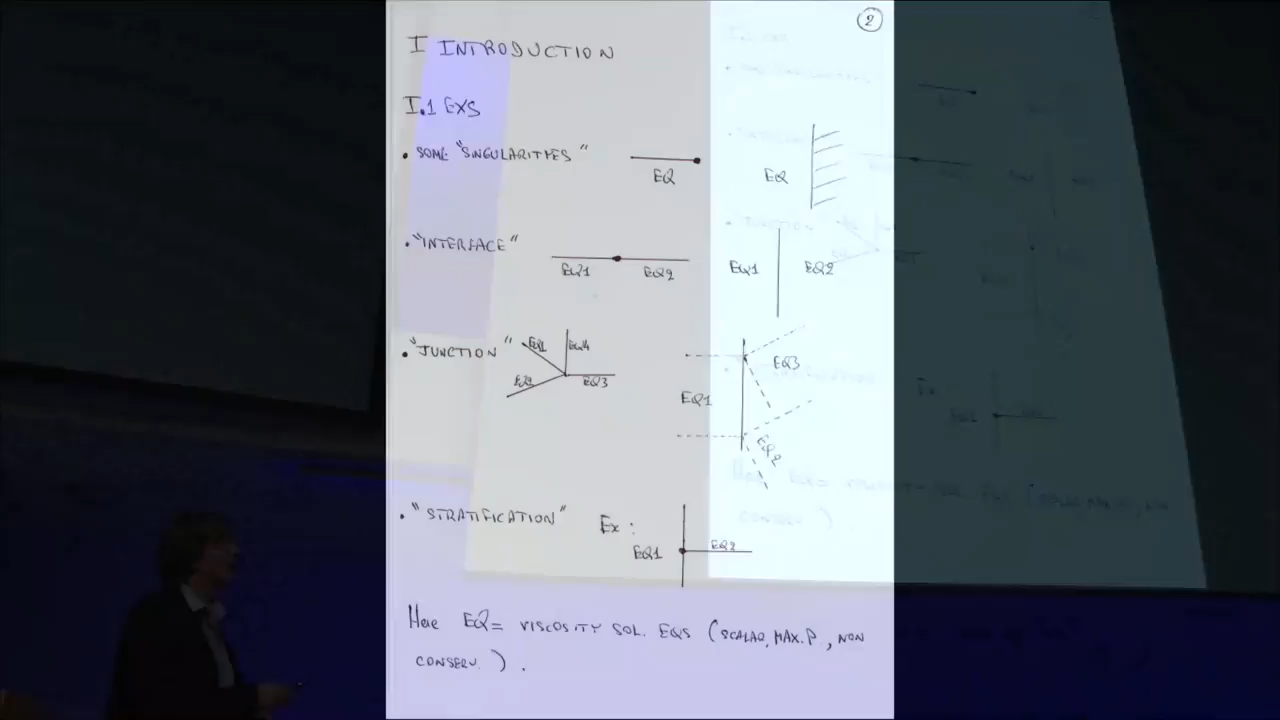 2
I INTRODUCTION
I.1 EXS
• SOME "SINGULARITIES"
EQ
EQ
• "INTERFACE"
EQ1 EQ2
EQ1 EQ2
• "JUNCTION"
EQ1 EQ4
EQ2 EQ3
EQ3
EQ1
EQ2
• "STRATIFICATION" Ex :
EQ1 EQ2
Here EQ = VISCOSITY SOL. EQS (SCALAR, MAX. P., NON
CONSERV.).